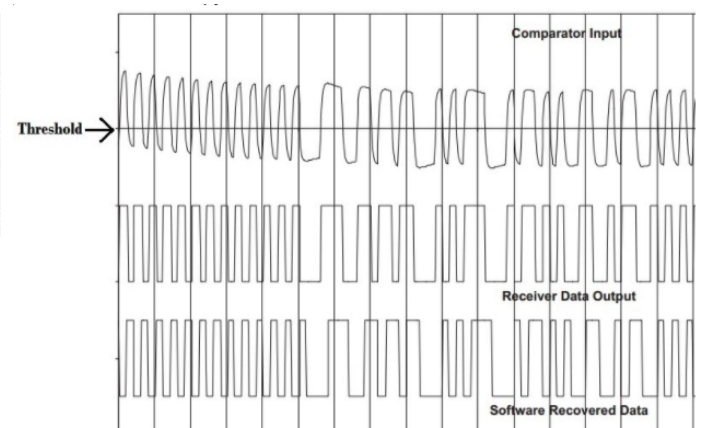 Comparator Input
Threshold
Receiver Data Output
Software Recovered Data